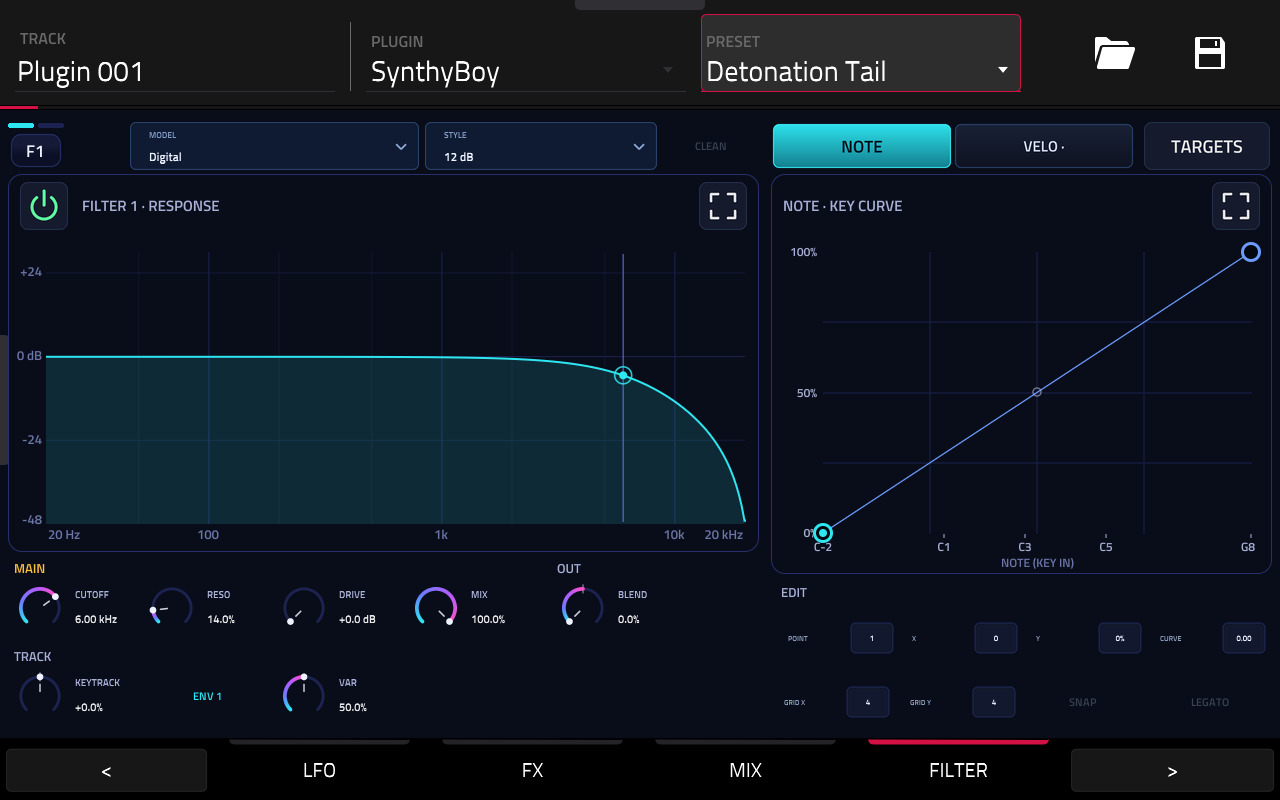 TRACK
Plugin 001
PLUGIN
SynthyBoy
PRESET
Detonation Tail
F1
MODEL
Digital
STYLE
12 dB
CLEAN
NOTE
VELO ·
TARGETS
FILTER 1 · RESPONSE
+24
0 dB
-24
-48
20 Hz
100
1k
10k
20 kHz
NOTE · KEY CURVE
100%
50%
0%
C-2
C1
C3
C5
G8
NOTE (KEY IN)
MAIN
OUT
CUTOFF
6.00 kHz
RESO
14.0%
DRIVE
+0.0 dB
MIX
100.0%
BLEND
0.0%
TRACK
KEYTRACK
+0.0%
ENV 1
VAR
50.0%
EDIT
POINT
1
X
0
Y
0%
CURVE
0.00
GRID X
4
GRID Y
4
SNAP
LEGATO
<
LFO
FX
MIX
FILTER
>